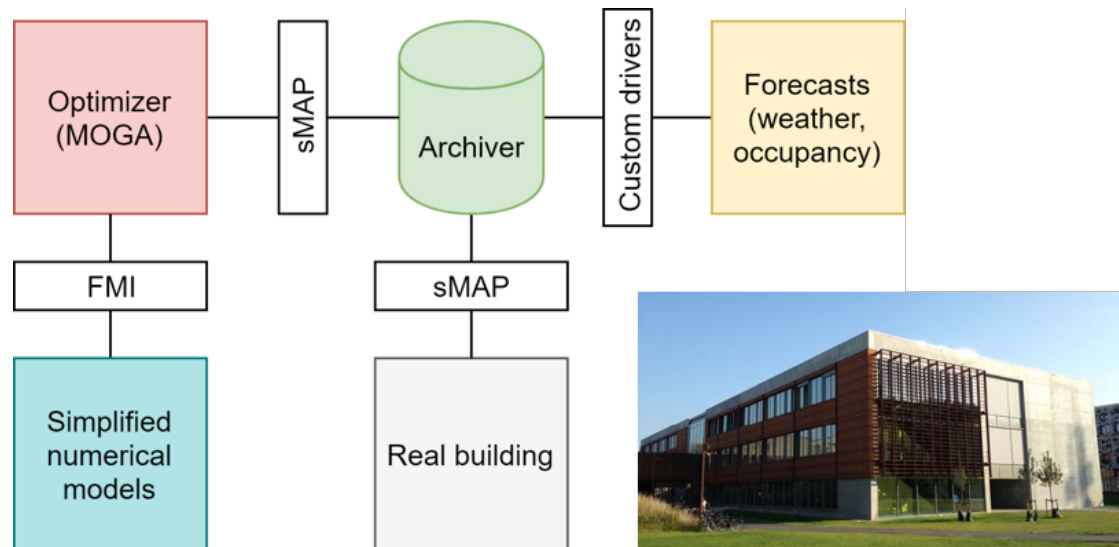 Optimizer
(MOGA)
sMAP
Archiver
Custom drivers
Forecasts
(weather,
occupancy)
FMI
sMAP
Simplified
numerical
models
Real building